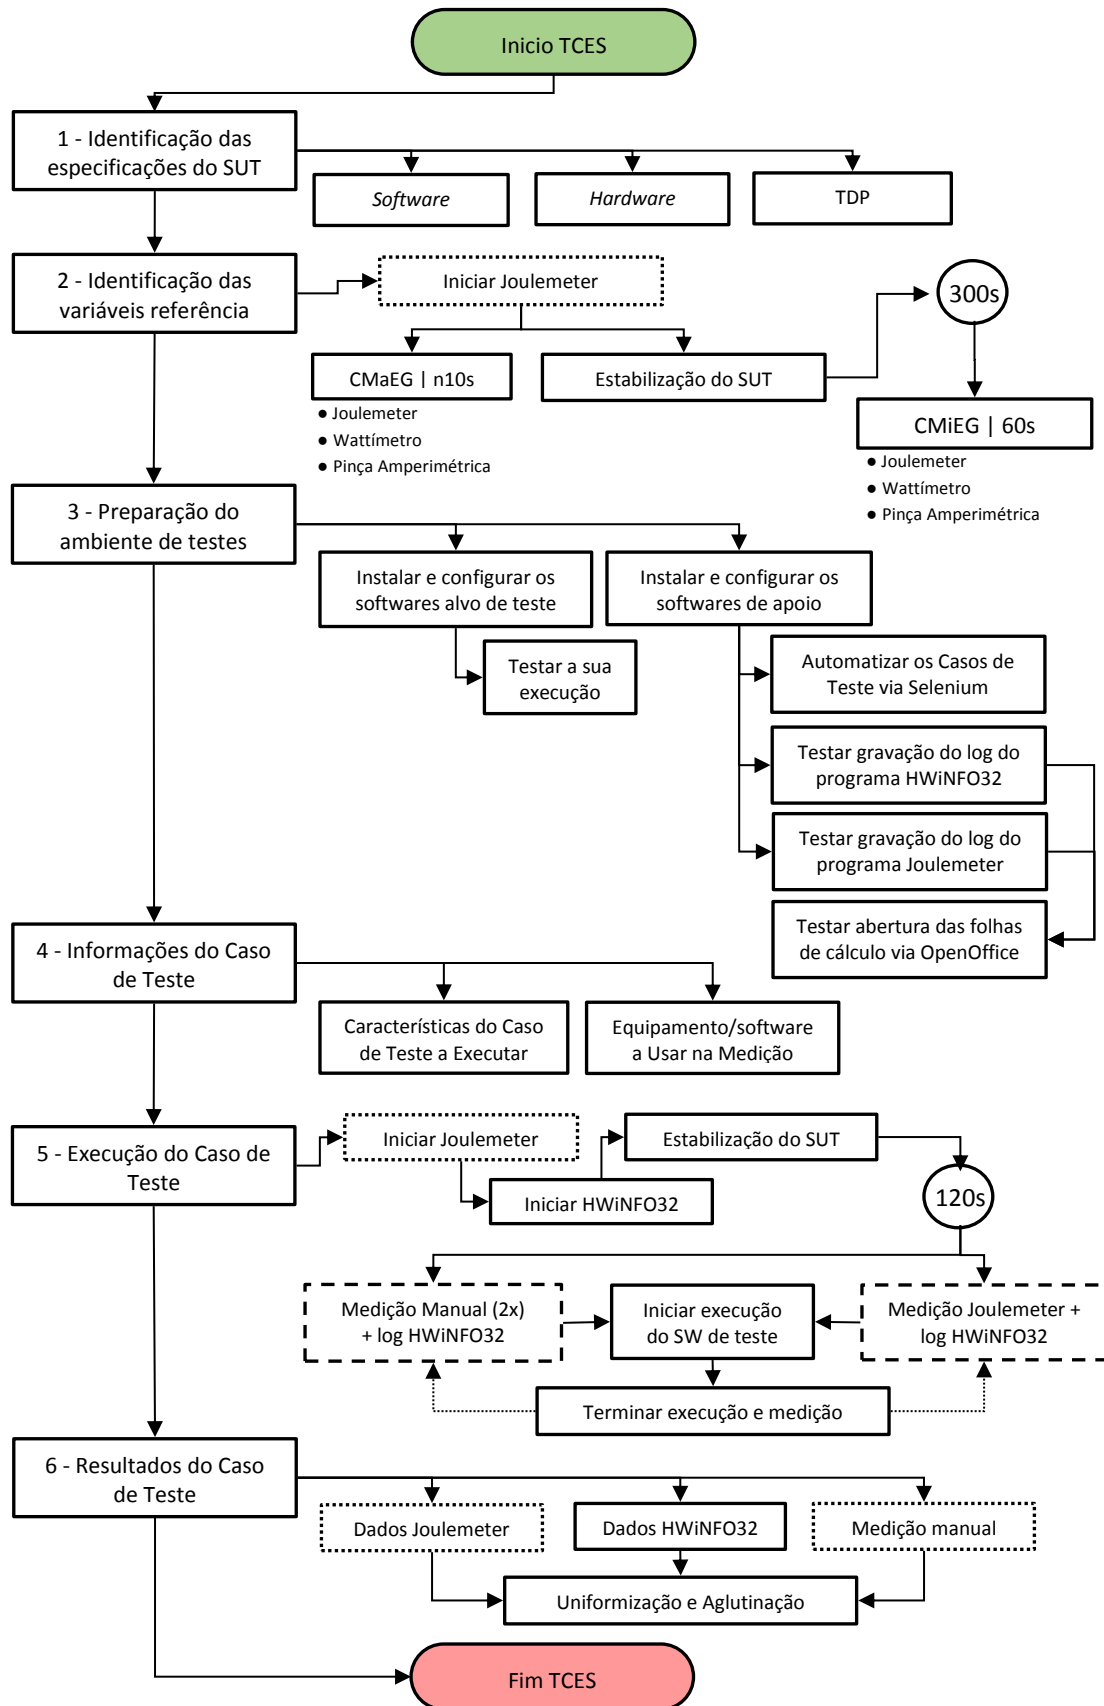 Inicio TCES
1 - Identificação das
especificações do SUT
Software
Hardware
TDP
2 - Identificação das
variáveis referência
Iniciar Joulemeter
300s
CMaEG | n10s
Estabilização do SUT
● Joulemeter
● Wattímetro
● Pinça Amperimétrica
CMiEG | 60s
● Joulemeter
● Wattímetro
● Pinça Amperimétrica
3 - Preparação do
ambiente de testes
Instalar e configurar os
softwares alvo de teste
Instalar e configurar os
softwares de apoio
Testar a sua
execução
Automatizar os Casos de
Teste via Selenium
Testar gravação do log do
programa HWiNFO32
Testar gravação do log do
programa Joulemeter
Testar abertura das folhas
de cálculo via OpenOffice
4 - Informações do Caso
de Teste
Características do Caso
de Teste a Executar
Equipamento/software
a Usar na Medição
5 - Execução do Caso de
Teste
Iniciar Joulemeter
Estabilização do SUT
Iniciar HWiNFO32
120s
Medição Manual (2x)
+ log HWiNFO32
Iniciar execução
do SW de teste
Medição Joulemeter +
log HWiNFO32
Terminar execução e medição
6 - Resultados do Caso
de Teste
Dados Joulemeter
Dados HWiNFO32
Medição manual
Uniformização e Aglutinação
Fim TCES